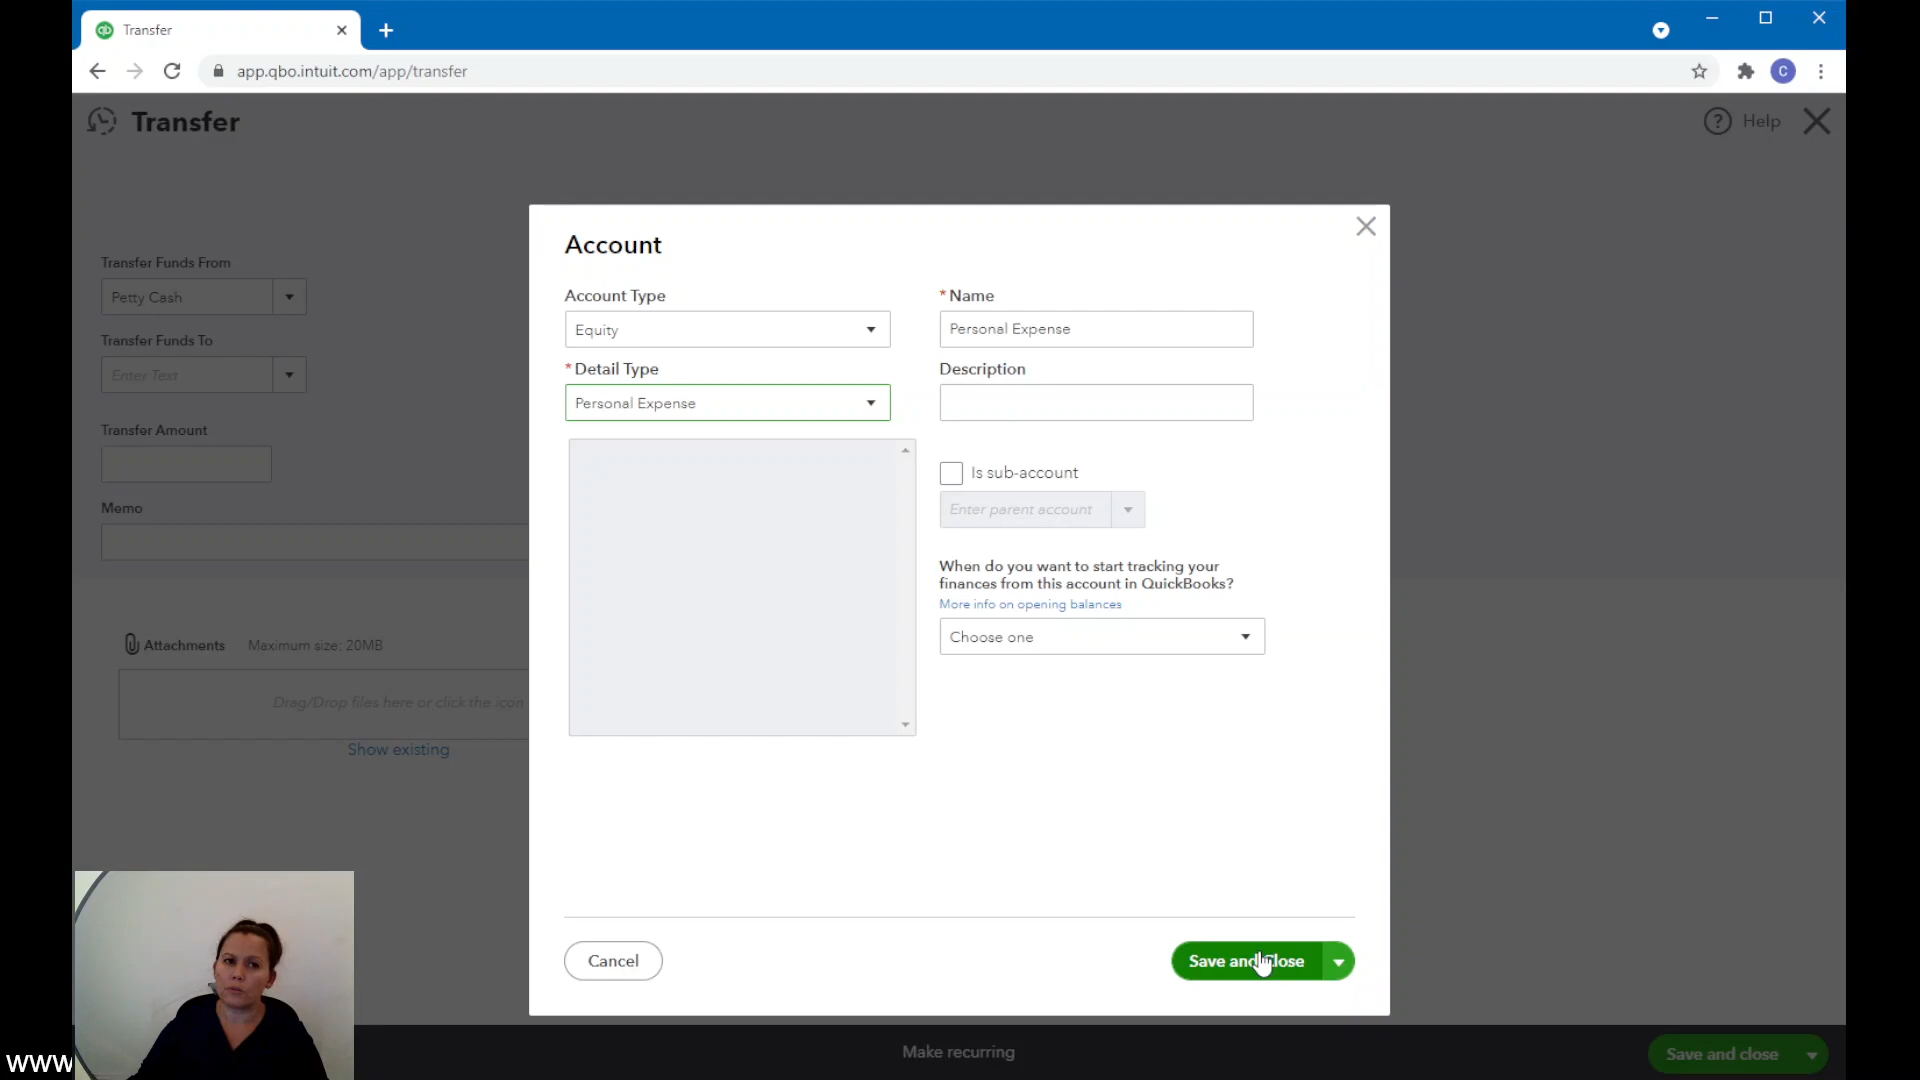 Transfer
app.qbo.intuit.com/app/transfer
C
Transfer
Help
Transfer Funds From
Petty Cash
Transfer Funds To
Enter Text
Transfer Amount
Memo
Attachments Maximum size: 20MB
Drag/Drop files here or click the icon
Show existing
Account
Account Type
Equity
*Detail Type
Personal Expense
*Name
Personal Expense
Description
Is sub-account
Enter parent account
When do you want to start tracking your
finances from this account in QuickBooks?
More info on opening balances
Choose one
Cancel
Save and close
Make recurring
Save and close
www